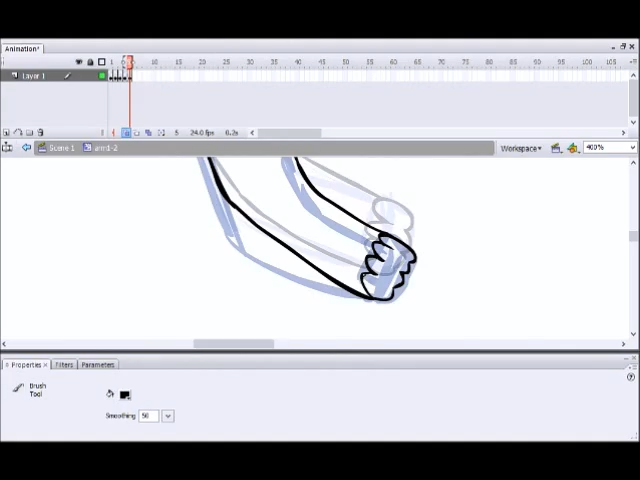 Animation*
1 5 10 15 20 25 30 35 40 45 50 55 60 65 70 75 80 85 90 95 100 105
Layer 1
5 24.0 fps 0.2s
Scene 1 arm1-2 Workspace 400%
Properties x Filters Parameters
Brush
Tool
Smoothing: 50